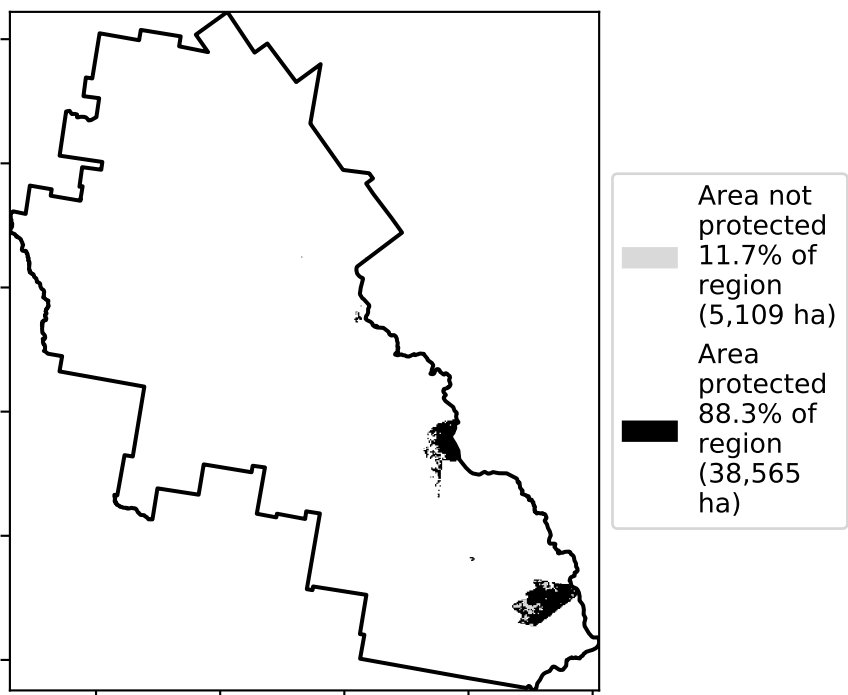 Area not
protected
11.7% of
region
(5,109 ha)
Area
protected
88.3% of
region
(38,565
ha)